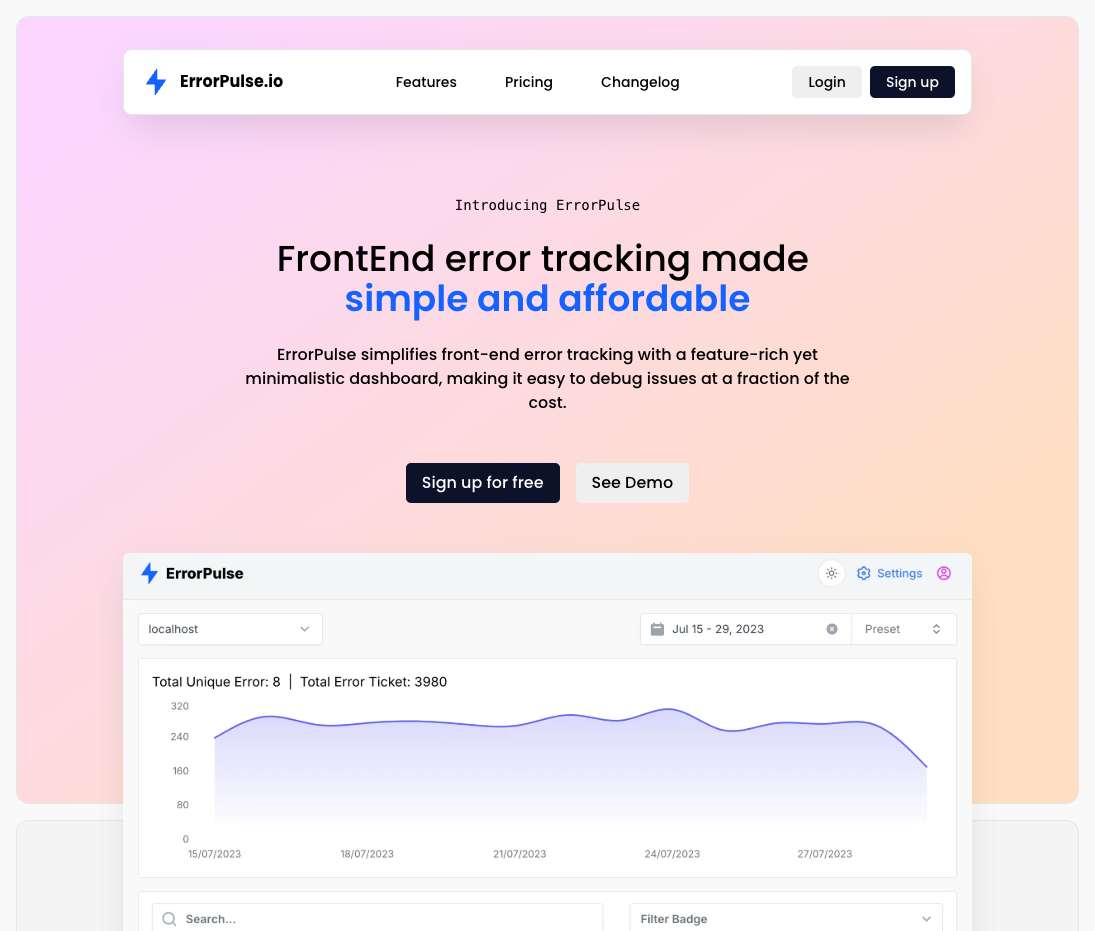 ErrorPulse.io
Features
Pricing
Changelog
Login
Sign up
Introducing ErrorPulse
FrontEnd error tracking made
simple and affordable
ErrorPulse simplifies front-end error tracking with a feature-rich yet
minimalistic dashboard, making it easy to debug issues at a fraction of the
cost.
Sign up for free
See Demo
ErrorPulse
Settings
localhost
Jul 15 - 29, 2023
Preset
Total Unique Error: 8 | Total Error Ticket: 3980
320
240
160
80
0
15/07/2023
18/07/2023
21/07/2023
24/07/2023
27/07/2023
Search...
Filter Badge